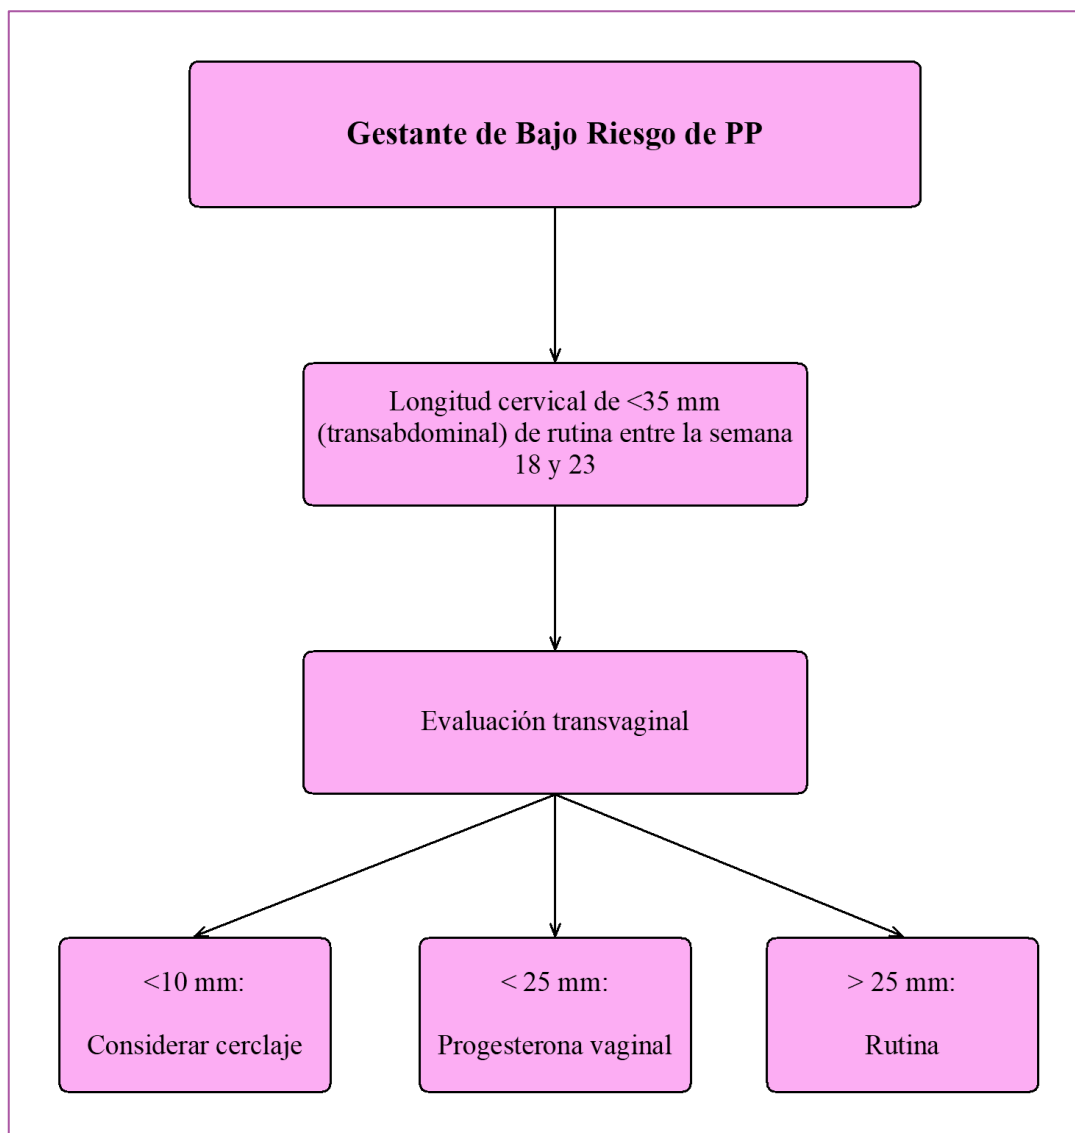 Gestante de Bajo Riesgo de PP
Longitud cervical de <35 mm
(transabdominal) de rutina entre la semana
18 y 23
Evaluación transvaginal
<10 mm:
Considerar cerclaje
< 25 mm:
Progesterona vaginal
> 25 mm:
Rutina